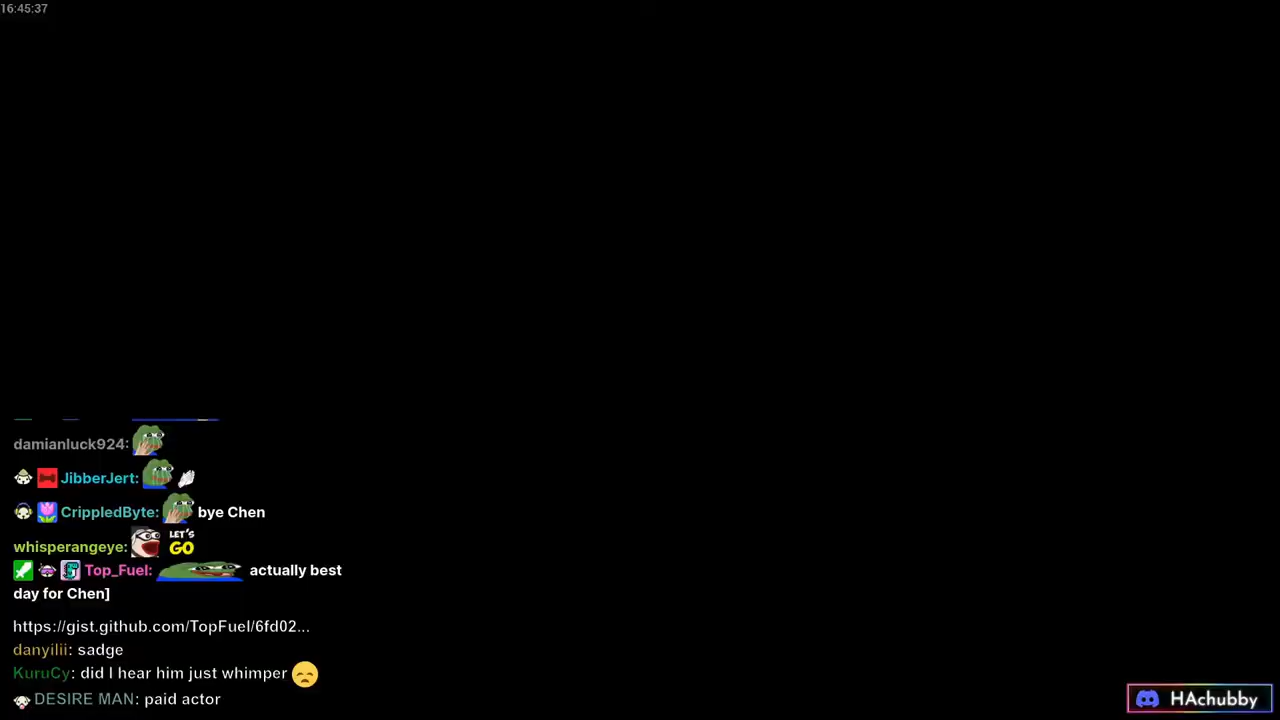 16:45:37
damianluck924:
JibberJert:
CrippledByte: bye Chen
whisperangeye: LET'S GO
Top_Fuel: actually best
day for Chen]
https://gist.github.com/TopFuel/6fd02...
danyilii: sadge
KuruCy: did I hear him just whimper
DESIRE MAN: paid actor
HAchubby